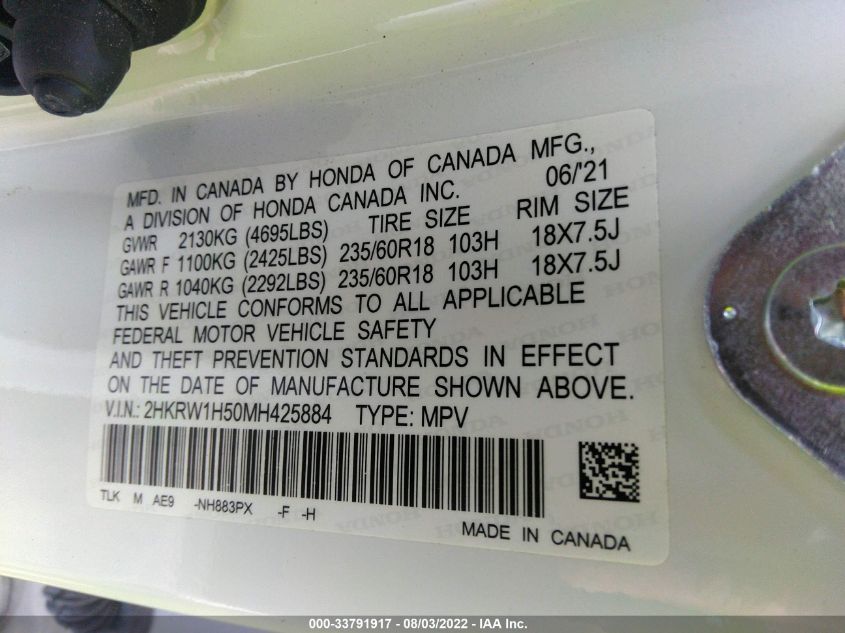 MFD. IN CANADA BY HONDA OF CANADA MFG.,
A DIVISION OF HONDA CANADA INC. 06/'21
GVWR 2130KG (4695LBS) TIRE SIZE RIM SIZE
GAWR F 1100KG (2425LBS) 235/60R18 103H 18X7.5J
GAWR R 1040KG (2292LBS) 235/60R18 103H 18X7.5J
THIS VEHICLE CONFORMS TO ALL APPLICABLE
FEDERAL MOTOR VEHICLE SAFETY
AND THEFT PREVENTION STANDARDS IN EFFECT
ON THE DATE OF MANUFACTURE SHOWN ABOVE.
V.I.N.: 2HKRW1H50MH425884 TYPE: MPV
TLK M AE9 -NH883PX -F -H
MADE IN CANADA
000-33791917 - 08/03/2022 - IAA Inc.